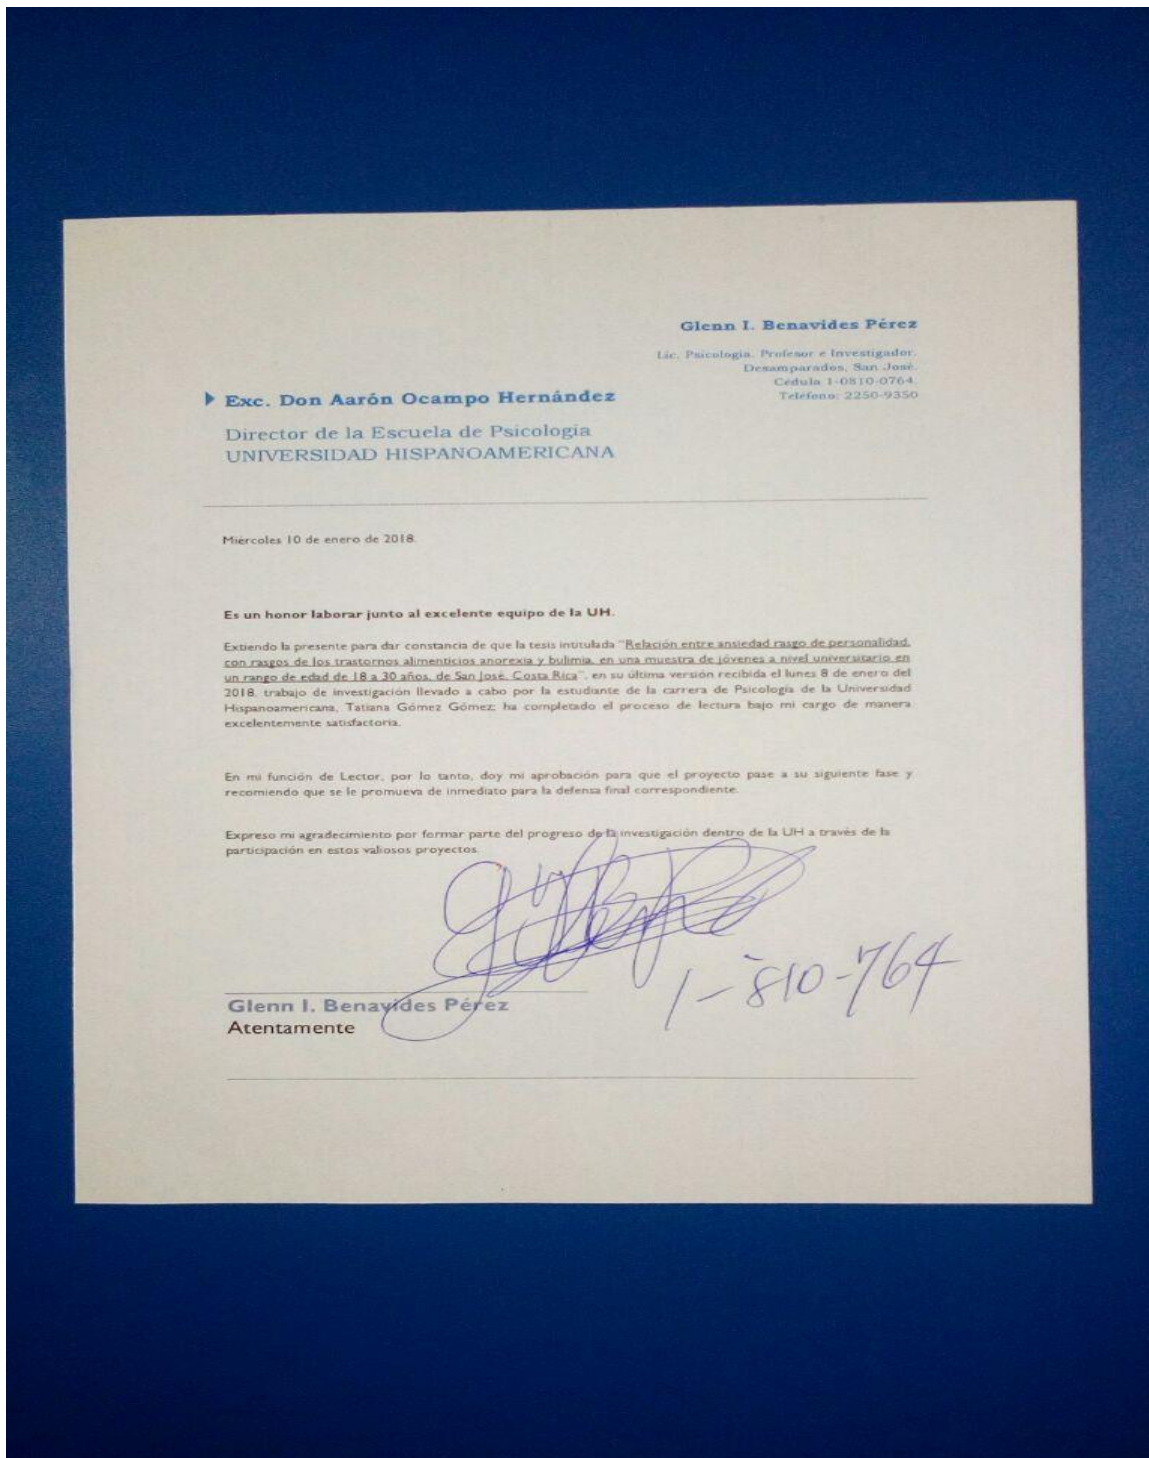 Glenn I. Benavides Pérez
Lic. Psicología. Profesor e Investigador.
Desamparados, San José.
Cédula 1-0810-0764.
Teléfono: 2250-9350
Exc. Don Aarón Ocampo Hernández
Director de la Escuela de Psicología
UNIVERSIDAD HISPANOAMERICANA
Miércoles 10 de enero de 2018.
Es un honor laborar junto al excelente equipo de la UH.
Extiendo la presente para dar constancia de que la tesis intitulada "Relación entre ansiedad rasgo de personalidad,
con rasgos de los trastornos alimenticios anorexia y bulimia, en una muestra de jóvenes a nivel universitario en
un rango de edad de 18 a 30 años, de San José, Costa Rica", en su última versión recibida el lunes 8 de enero del
2018, trabajo de investigación llevado a cabo por la estudiante de la carrera de Psicología de la Universidad
Hispanoamericana, Tatiana Gómez Gómez; ha completado el proceso de lectura bajo mi cargo de manera
excelentemente satisfactoria.
En mi función de Lector, por lo tanto, doy mi aprobación para que el proyecto pase a su siguiente fase y
recomiendo que se le promueva de inmediato para la defensa final correspondiente.
Expreso mi agradecimiento por formar parte del progreso de la investigación dentro de la UH a través de la
participación en estos valiosos proyectos.
1-810-764
Glenn I. Benavides Pérez
Atentamente